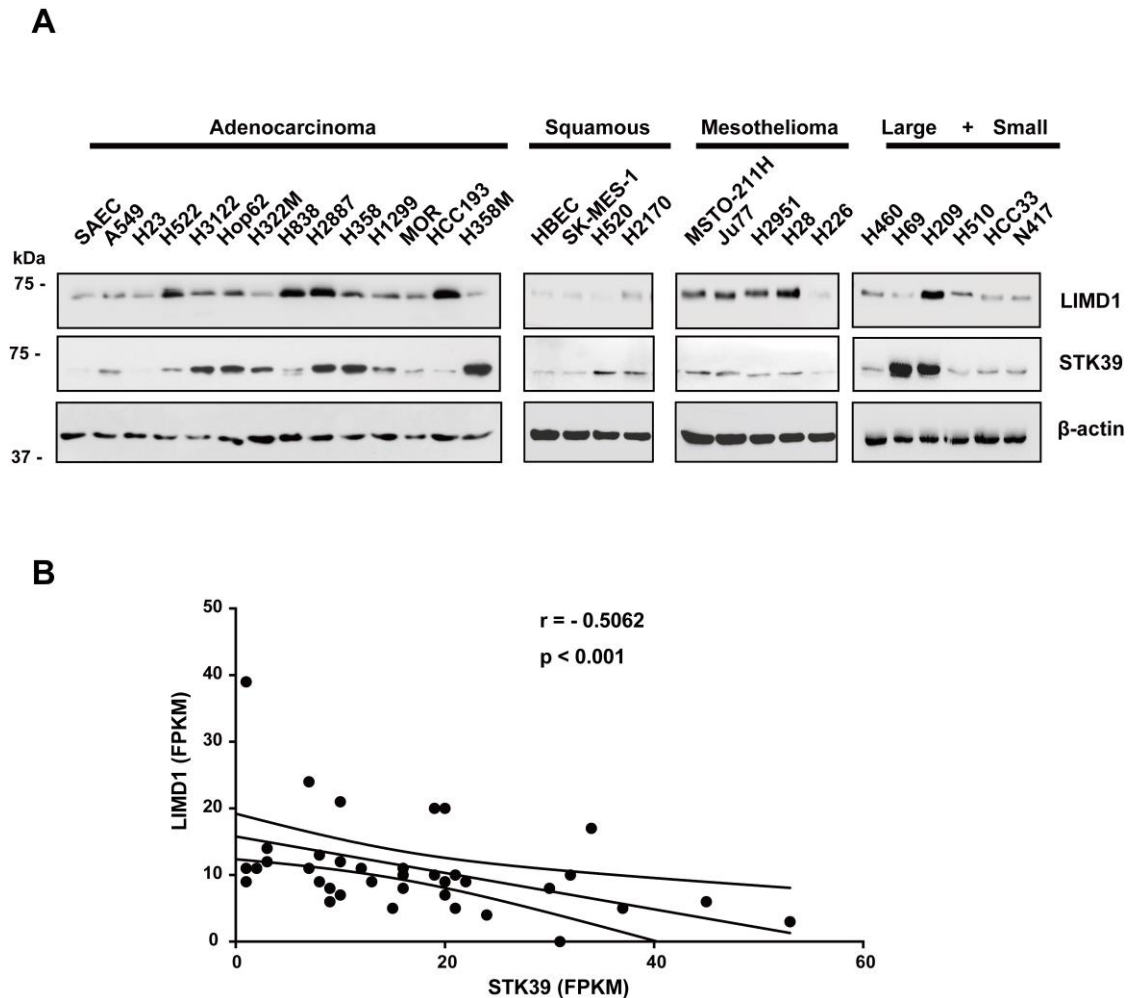 A
Adenocarcinoma Squamous Mesothelioma Large + Small
SAEC A549 H23 H522 H3122 Hop62 H322M H838 H2887 H358 H1299 MOR HCC193 H358M HBEC SK-MES-1 H520 H2170 MSTO-211H Ju77 H2951 H28 H226 H460 H69 H209 H510 HCC33 N417
kDa
75 -
LIMD1
75 -
STK39
β-actin
37 -
B
r = - 0.5062
p < 0.001
50
40
30
20
10
0
LIMD1 (FPKM)
0 20 40 60
STK39 (FPKM)